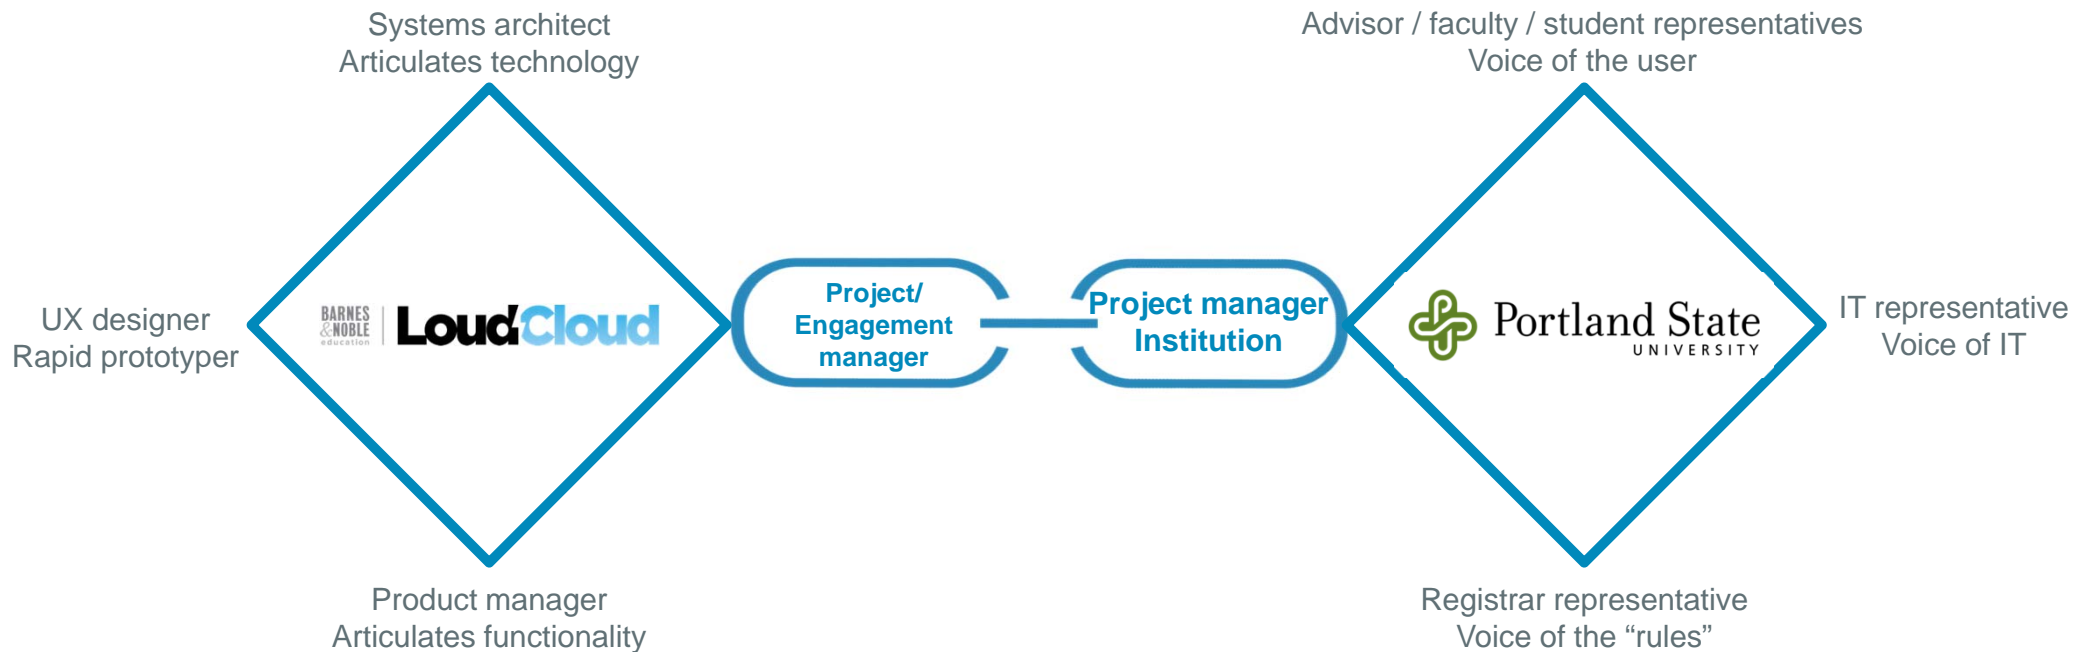 Systems architect
Articulates technology
Advisor / faculty / student representatives
Voice of the user
UX designer
Rapid prototyper
BARNES
&NOBLE
education
LoudCloud
Project/
Engagement
manager
Project manager
Institution
Portland State
UNIVERSITY
IT representative
Voice of IT
Product manager
Articulates functionality
Registrar representative
Voice of the “rules”